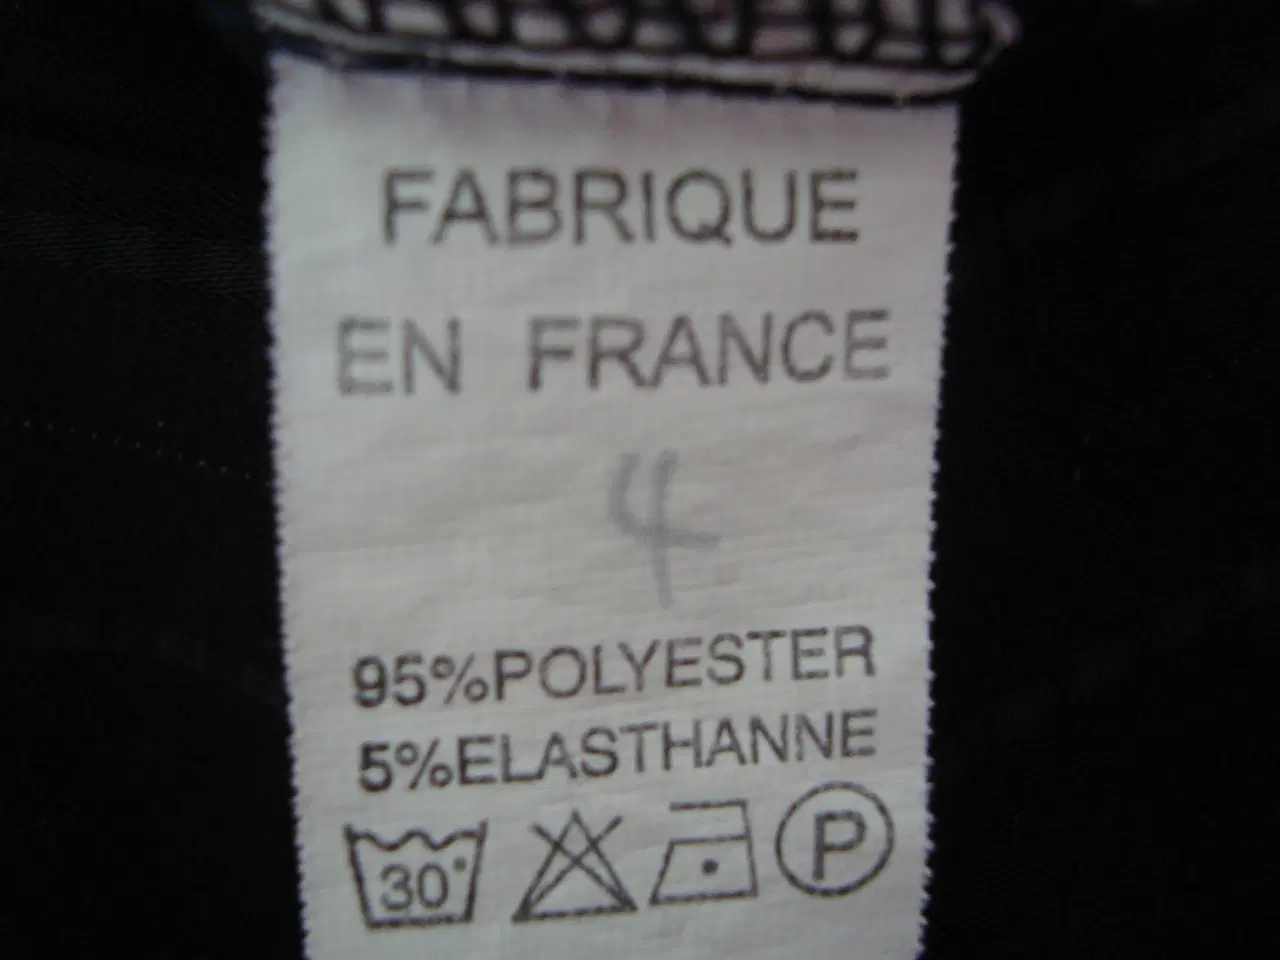 FABRIQUE
EN FRANCE
4
95%POLYESTER
5%ELASTHANNE
30° P